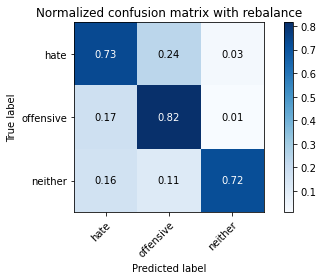 Normalized confusion matrix with rebalance
True label
hate
0.73 0.24 0.03
offensive
0.17 0.82 0.01
neither
0.16 0.11 0.72
hate
offensive
neither
Predicted label
0.8
0.7
0.6
0.5
0.4
0.3
0.2
0.1